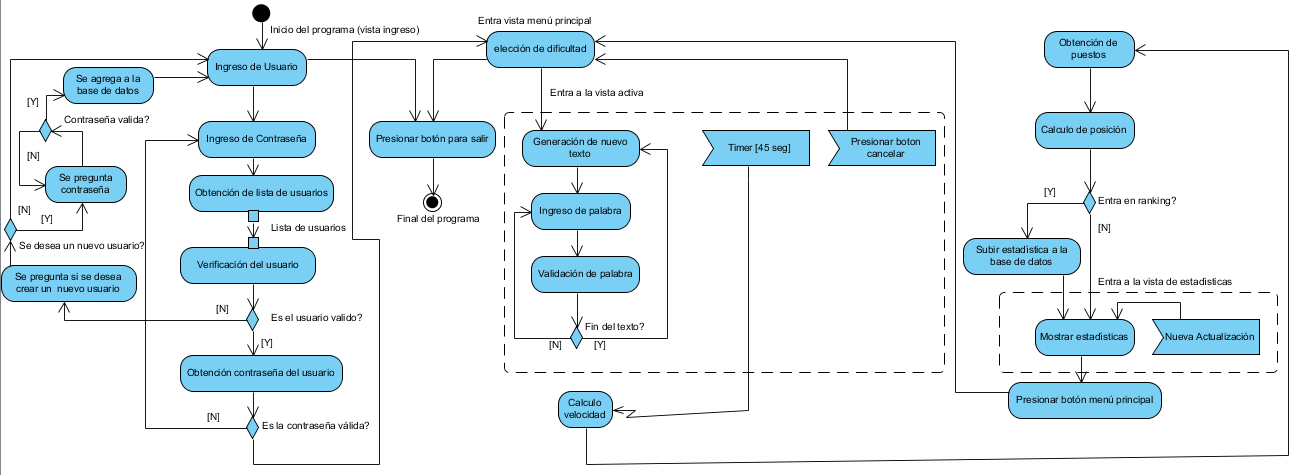 Inicio del programa (vista ingreso)
Ingreso de Usuario
Se agrega a la
base de datos
[Y]
Contraseña valida?
[N]
Se pregunta
contraseña
[N]
[Y]
Se desea un nuevo usuario?
Se pregunta si se desea
crear un  nuevo usuario
Ingreso de Contraseña
Obtención de lista de usuarios
Lista de usuarios
Verificación del usuario
[N]
Es el usuario valido?
[Y]
Obtención contraseña del usuario
[N]
Es la contraseña válida?
Presionar botón para salir
Final del programa
Entra vista menú principal
elección de dificultad
Entra a la vista activa
Generación de nuevo
texto
Ingreso de palabra
Validación de palabra
Fin del texto?
[N]
[Y]
Timer [45 seg]
Presionar boton
cancelar
Calculo
velocidad
Obtención de
puestos
Calculo de posición
[Y]
Entra en ranking?
[N]
Subir estadìstica a la
base de datos
Entra a la vista de estadisticas
Mostrar estadìsticas
Nueva Actualización
Presionar botón menú principal